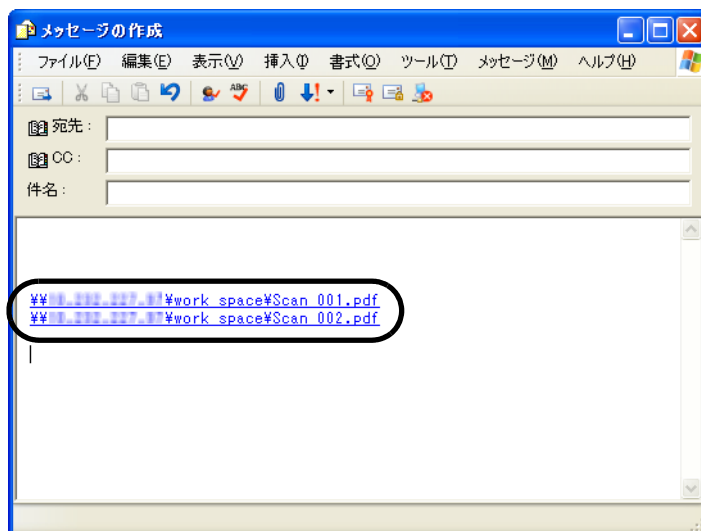 メッセージの作成
ファイル(F) 編集(E) 表示(V) 挿入(I) 書式(O) ツール(T) メッセージ(M) ヘルプ(H)
ABC
宛先:
CC:
件名:
¥¥ ¥work space¥Scan 001.pdf
¥¥ ¥work space¥Scan 002.pdf